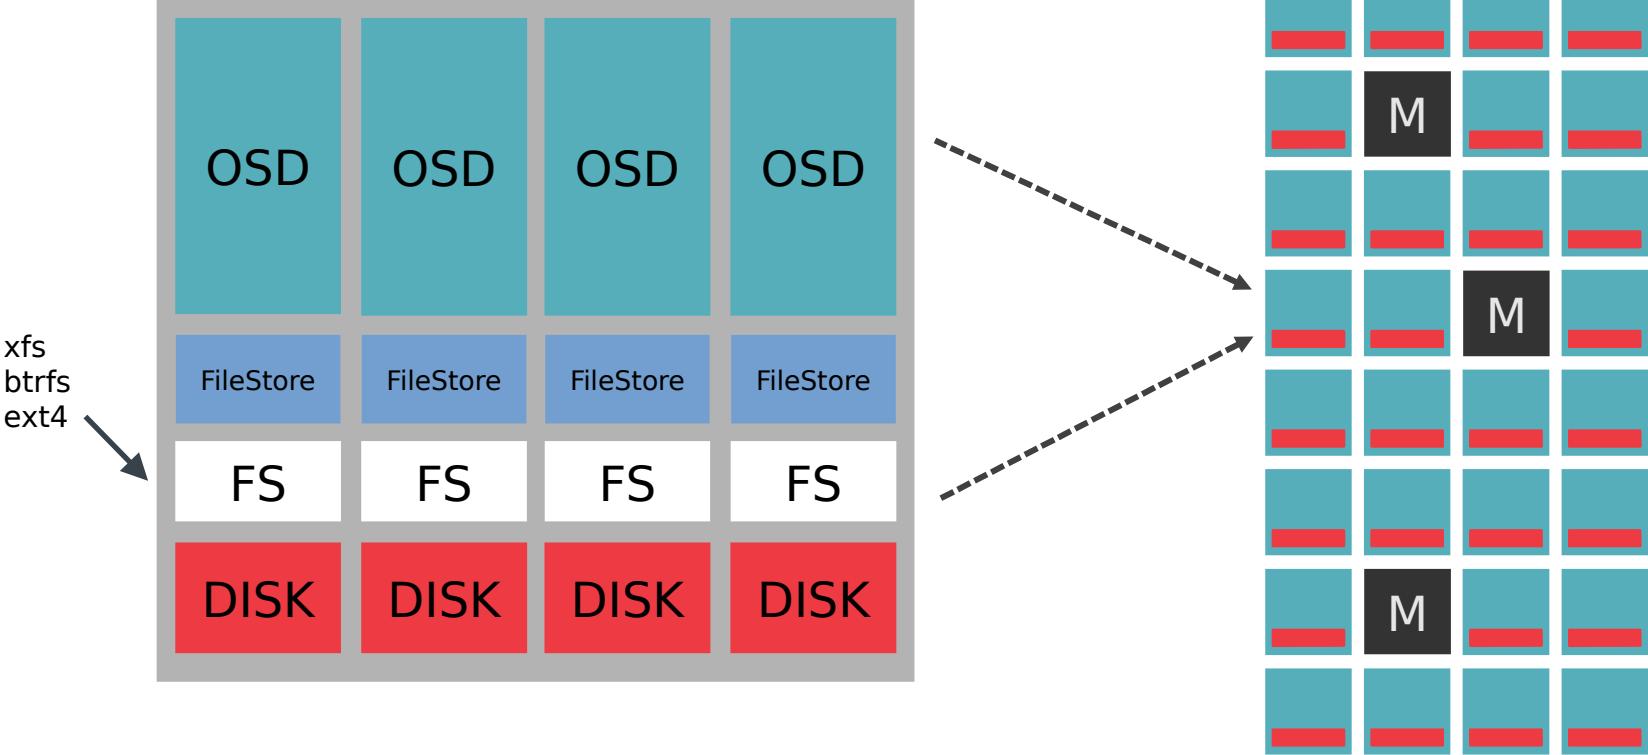 OSD OSD OSD OSD
xfs
btrfs
ext4
FileStore FileStore FileStore FileStore
FS FS FS FS
DISK DISK DISK DISK
M
M
M